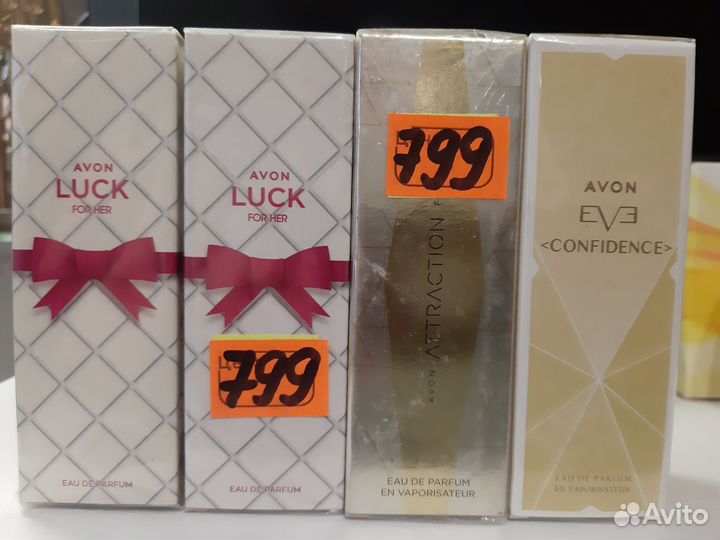 AVON
LUCK
FOR HER
EAU DE PARFUM
AVON
LUCK
FOR HER
799
EAU DE PARFUM
799
AVON ATTRACTION
EAU DE PARFUM
EN VAPORISATEUR
AVON
EVE
<CONFIDENCE>
EAU DE PARFUM
EN VAPORISATEUR
Avito